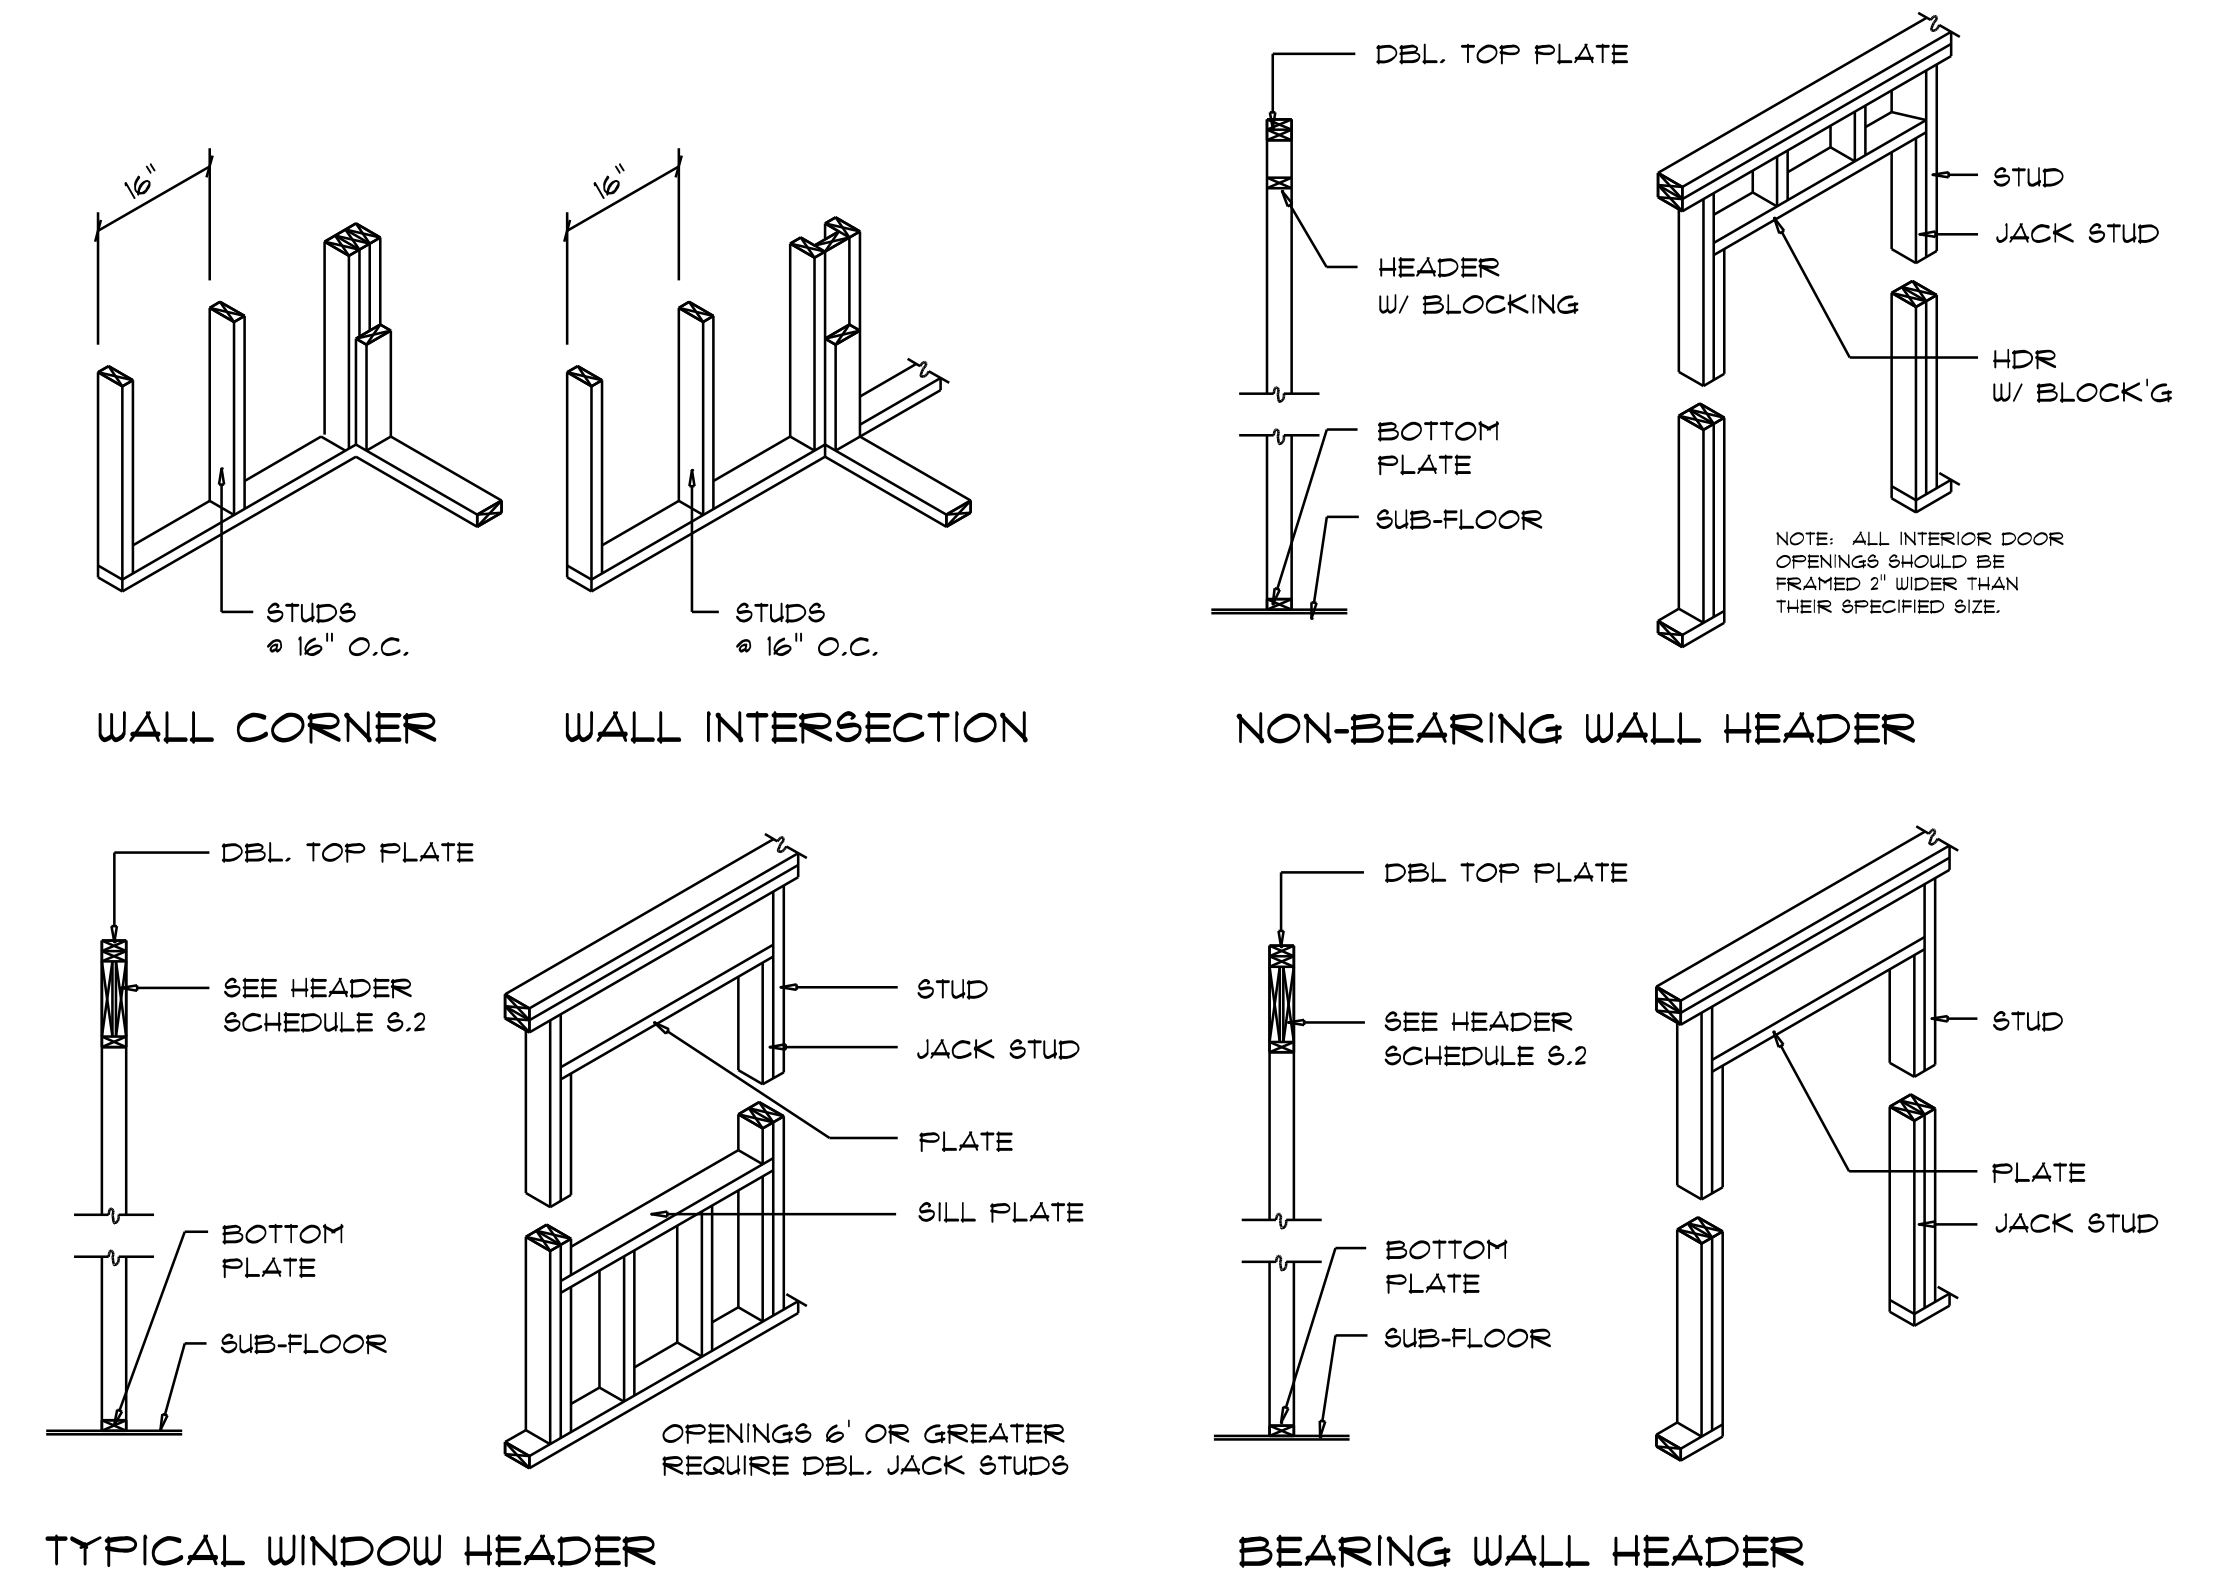 16"
STUDS
@ 16" O.C.
WALL CORNER
16"
STUDS
@ 16" O.C.
WALL INTERSECTION
DBL. TOP PLATE
HEADER
W/ BLOCKING
BOTTOM
PLATE
SUB-FLOOR
STUD
JACK STUD
HDR
W/ BLOCK'G
NOTE: ALL INTERIOR DOOR
OPENINGS SHOULD BE
FRAMED 2" WIDER THAN
THEIR SPECIFIED SIZE.
NON-BEARING WALL HEADER
DBL. TOP PLATE
SEE HEADER
SCHEDULE S.2
BOTTOM
PLATE
SUB-FLOOR
STUD
JACK STUD
PLATE
SILL PLATE
OPENINGS 6' OR GREATER
REQUIRE DBL. JACK STUDS
TYPICAL WINDOW HEADER
DBL TOP PLATE
SEE HEADER
SCHEDULE S.2
BOTTOM
PLATE
SUB-FLOOR
STUD
PLATE
JACK STUD
BEARING WALL HEADER